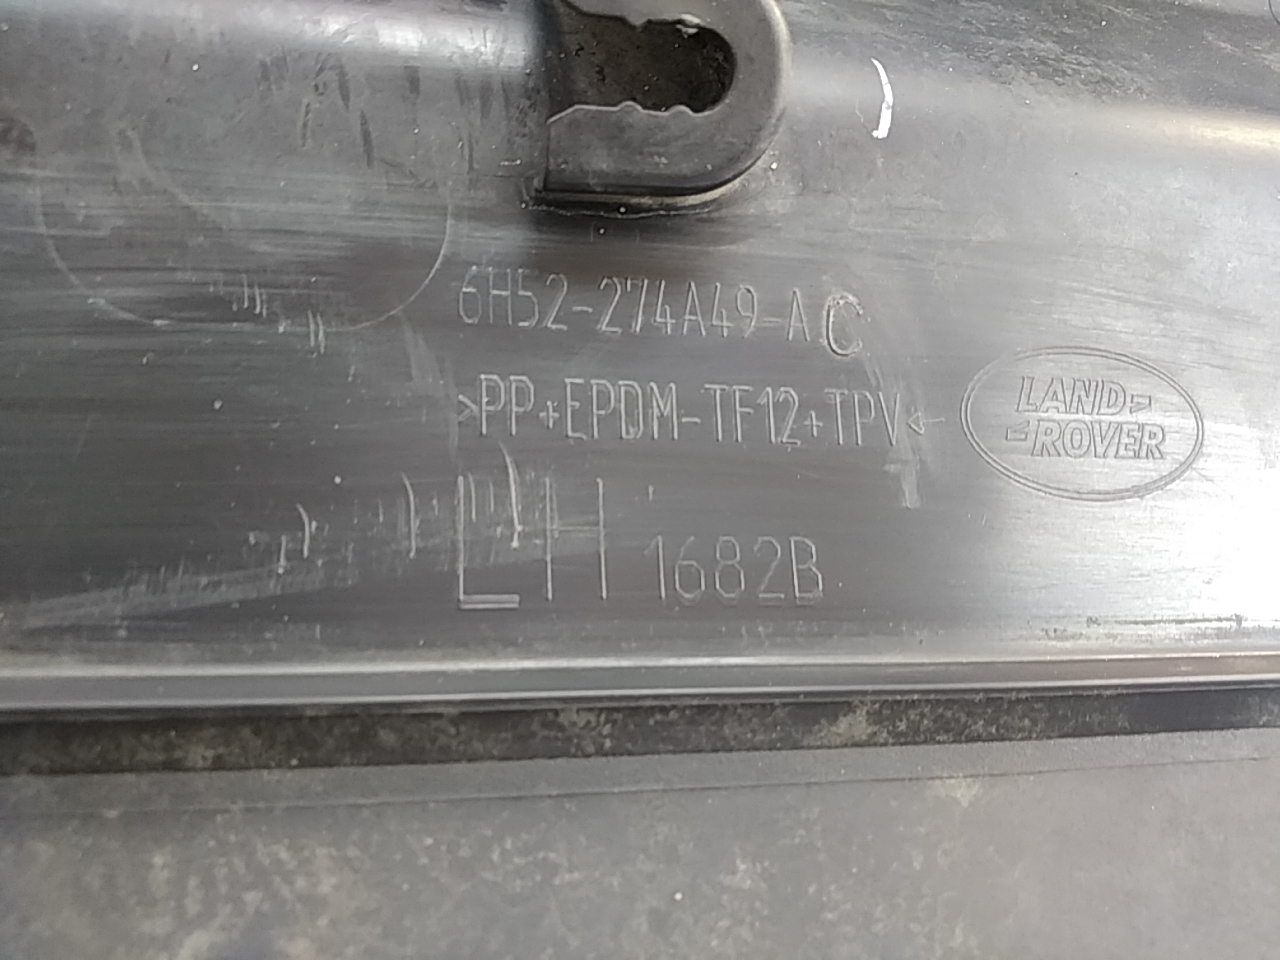 6H52-274A49-AC
>PP+EPDM-TF12+TPV<
LAND
ROVER
LH 1682B